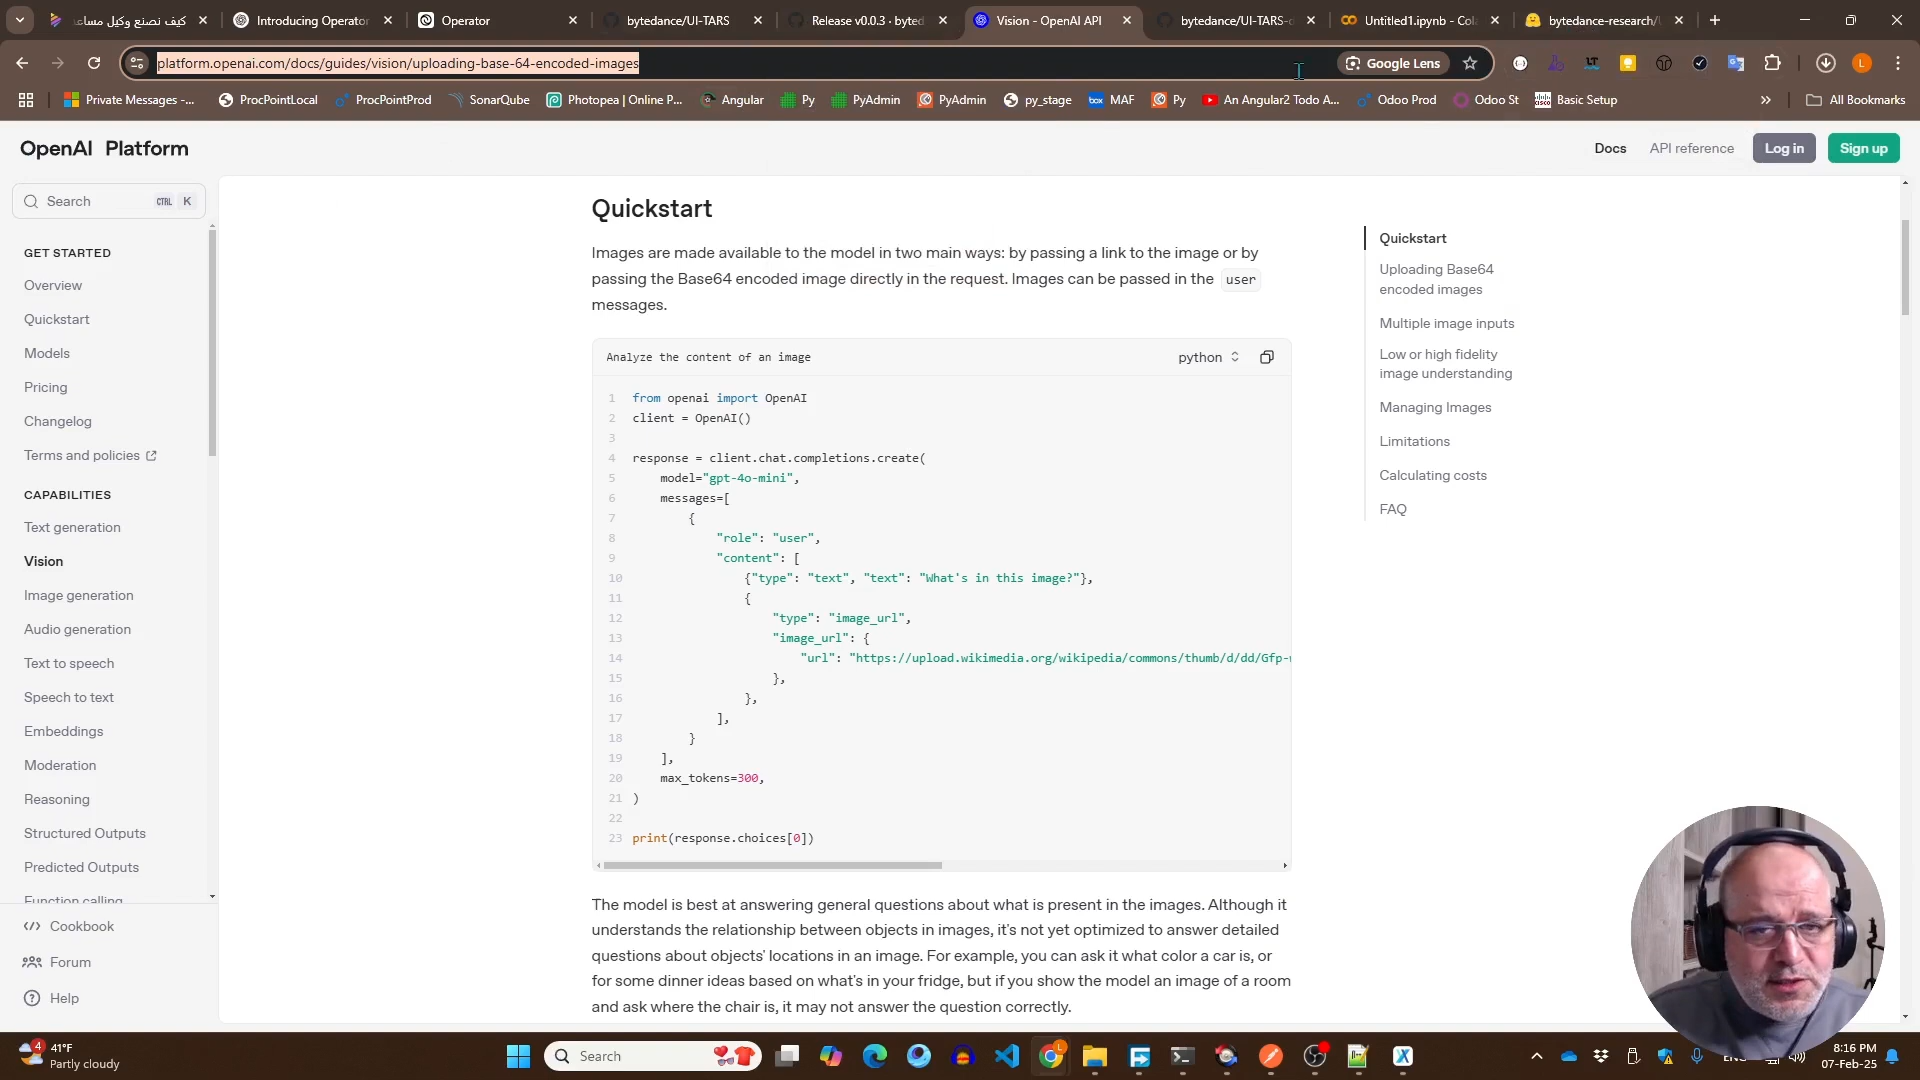 كيف نصنع وكيل مساعد
Introducing Operator
Operator
bytedance/UI-TARS
Release v0.0.3 · byted
Vision - OpenAI API
bytedance/UI-TARS-d
Untitled1.ipynb - Cola
bytedance-research/
platform.openai.com/docs/guides/vision/uploading-base-64-encoded-images
Google Lens
L
Private Messages -...
ProcPointLocal
ProcPointProd
SonarQube
Photopea | Online P...
Angular
Py
PyAdmin
PyAdmin
py_stage
box MAF
Py
An Angular2 Todo A...
Odoo Prod
Odoo St
Basic Setup
All Bookmarks
OpenAI Platform
Docs
API reference
Log in
Sign up
Search
CTRL K
GET STARTED
Overview
Quickstart
Models
Pricing
Changelog
Terms and policies
CAPABILITIES
Text generation
Vision
Image generation
Audio generation
Text to speech
Speech to text
Embeddings
Moderation
Reasoning
Structured Outputs
Predicted Outputs
Function calling
Cookbook
Forum
Help
Quickstart
Images are made available to the model in two main ways: by passing a link to the image or by
passing the Base64 encoded image directly in the request. Images can be passed in the user
messages.
Analyze the content of an image
python
1 from openai import OpenAI
2 client = OpenAI()
3
4 response = client.chat.completions.create(
5 model="gpt-4o-mini",
6 messages=[
7 {
8 "role": "user",
9 "content": [
10 {"type": "text", "text": "What's in this image?"},
11 {
12 "type": "image_url",
13 "image_url": {
14 "url": "https://upload.wikimedia.org/wikipedia/commons/thumb/d/dd/Gfp-w
15 },
16 },
17 ],
18 }
19 ],
20 max_tokens=300,
21 )
22
23 print(response.choices[0])
The model is best at answering general questions about what is present in the images. Although it
understands the relationship between objects in images, it's not yet optimized to answer detailed
questions about objects' locations in an image. For example, you can ask it what color a car is, or
for some dinner ideas based on what's in your fridge, but if you show the model an image of a room
and ask where the chair is, it may not answer the question correctly.
Quickstart
Uploading Base64
encoded images
Multiple image inputs
Low or high fidelity
image understanding
Managing Images
Limitations
Calculating costs
FAQ
4
41°F
Partly cloudy
Search
8:16 PM
07-Feb-25